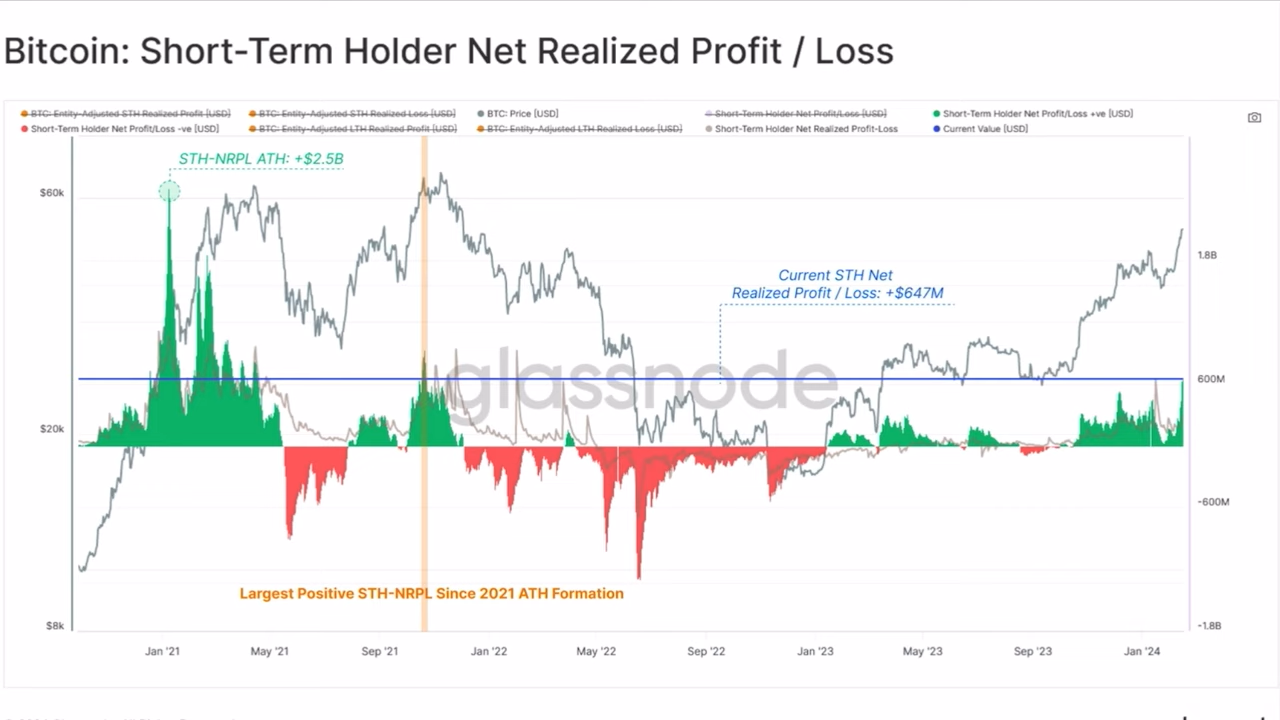 Bitcoin: Short-Term Holder Net Realized Profit / Loss
BTC: Entity-Adjusted STH Realized Profit [USD]
BTC: Entity-Adjusted STH Realized Loss [USD]
BTC: Price [USD]
Short-Term Holder Net Profit/Loss [USD]
Short-Term Holder Net Profit/Loss +ve [USD]
Short-Term Holder Net Profit/Loss -ve [USD]
BTC: Entity-Adjusted LTH Realized Profit [USD]
BTC: Entity-Adjusted LTH Realized Loss [USD]
Short-Term Holder Net Realized Profit-Loss
Current Value [USD]
STH-NRPL ATH: +$2.5B
$60k
1.8B
Current STH Net
Realized Profit / Loss: +$647M
glassnode
600M
$20k
-600M
Largest Positive STH-NRPL Since 2021 ATH Formation
$8k
-1.8B
Jan '21
May '21
Sep '21
Jan '22
May '22
Sep '22
Jan '23
May '23
Sep '23
Jan '24